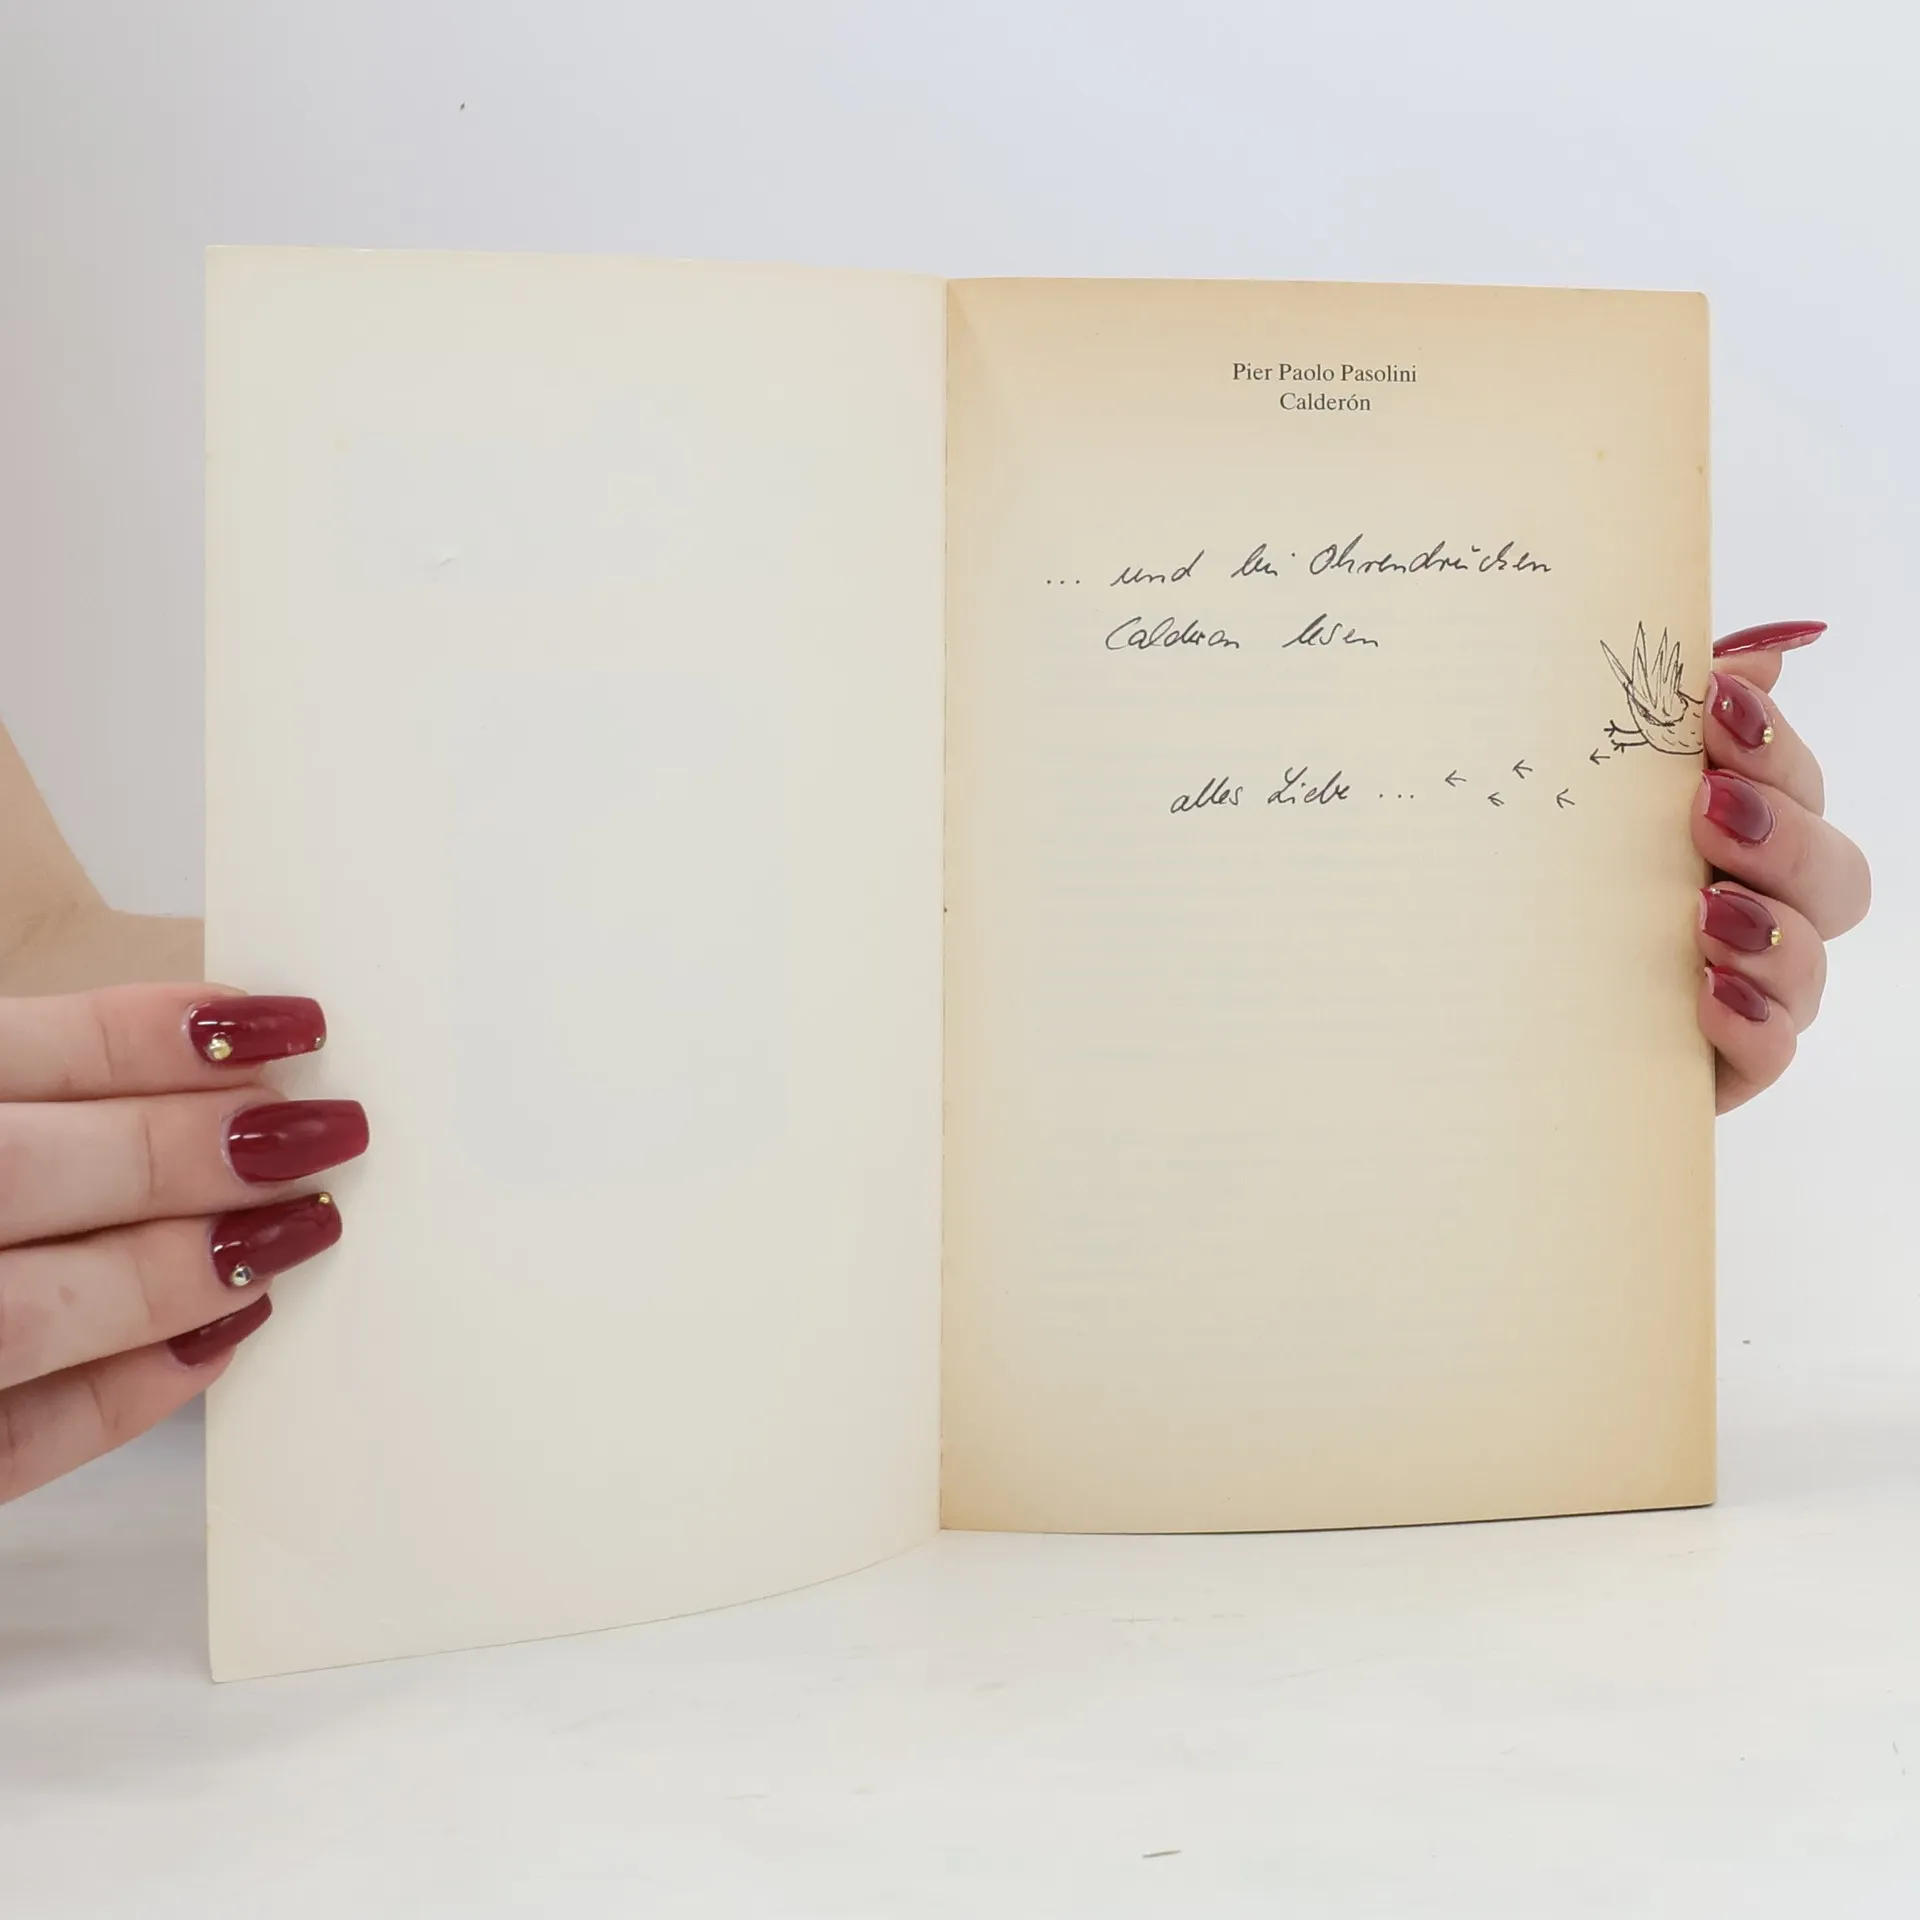 Pier Paolo Pasolini
Calderón
... und bei Ohrendrücken
Calderon lesen
alles Liebe ...